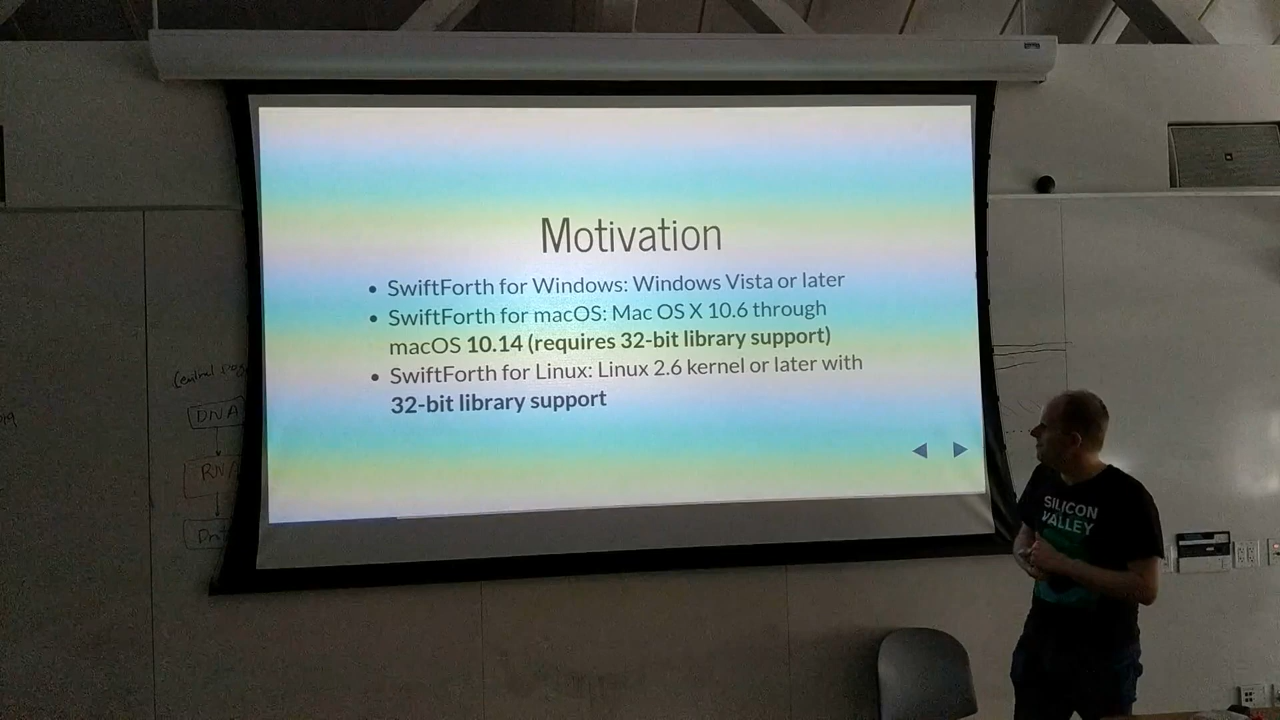 Motivation
• SwiftForth for Windows: Windows Vista or later
• SwiftForth for macOS: Mac OS X 10.6 through
macOS 10.14 (requires 32-bit library support)
• SwiftForth for Linux: Linux 2.6 kernel or later with
32-bit library support
DNA
SILICON
VALLEY